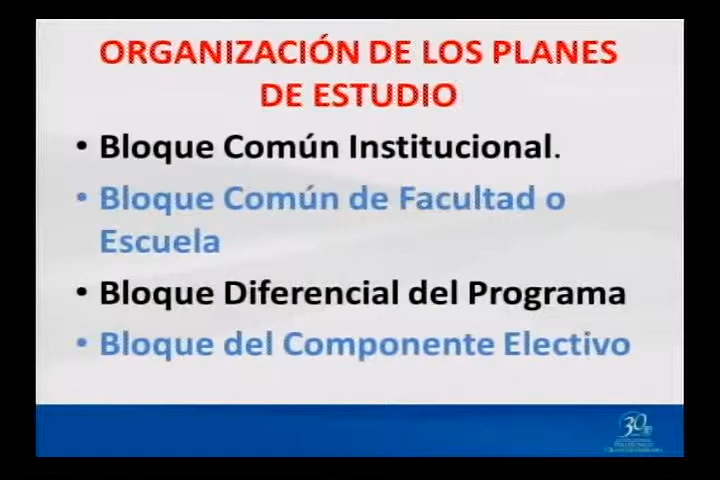 ORGANIZACIÓN DE LOS PLANES
DE ESTUDIO
• Bloque Común Institucional.
• Bloque Común de Facultad o
Escuela
• Bloque Diferencial del Programa
• Bloque del Componente Electivo
30